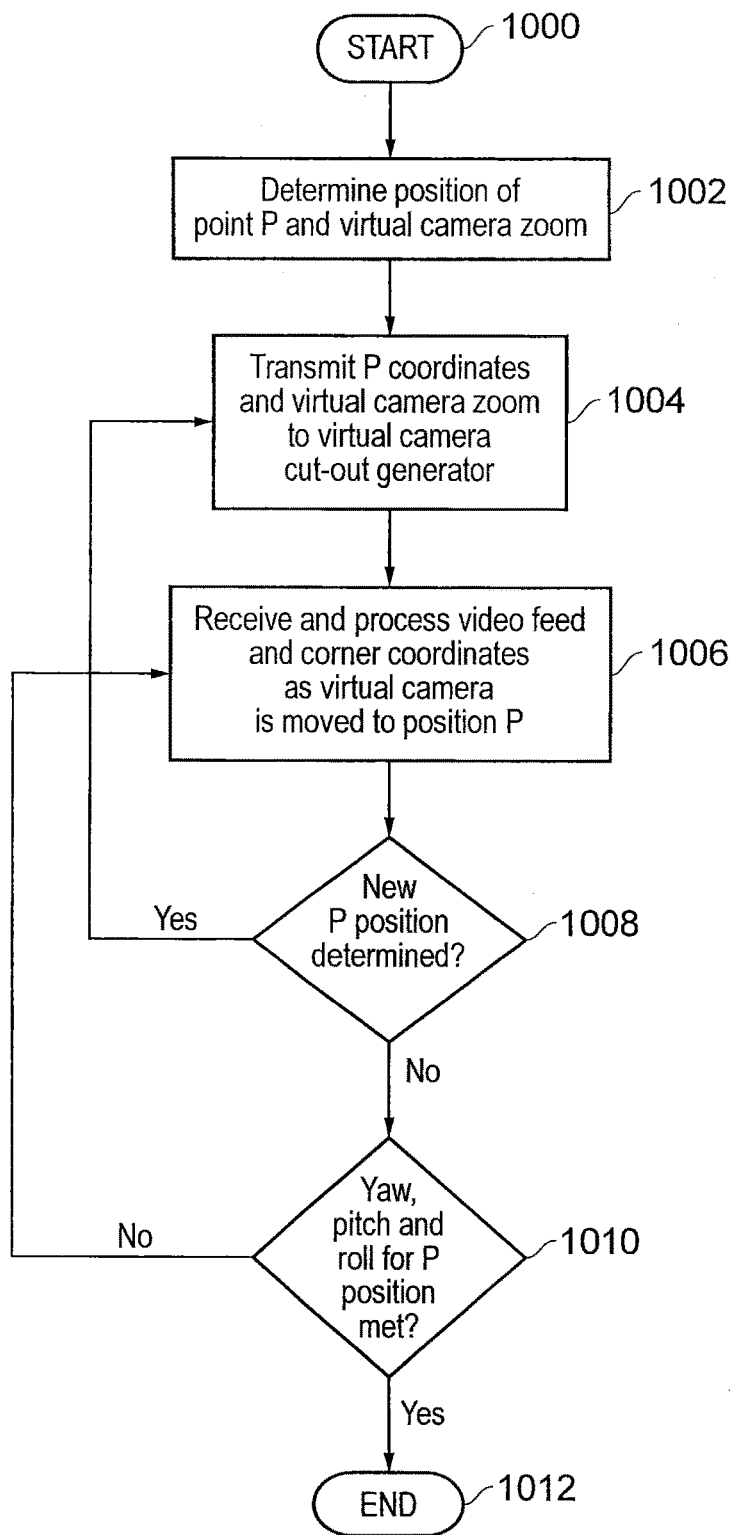 START
1000
Determine position of
point P and virtual camera zoom
1002
Transmit P coordinates
and virtual camera zoom
to virtual camera
cut-out generator
1004
Receive and process video feed
and corner coordinates
as virtual camera
is moved to position P
1006
New
P position
determined?
1008
Yes
No
Yaw,
pitch and
roll for P
position
met?
1010
No
Yes
END
1012